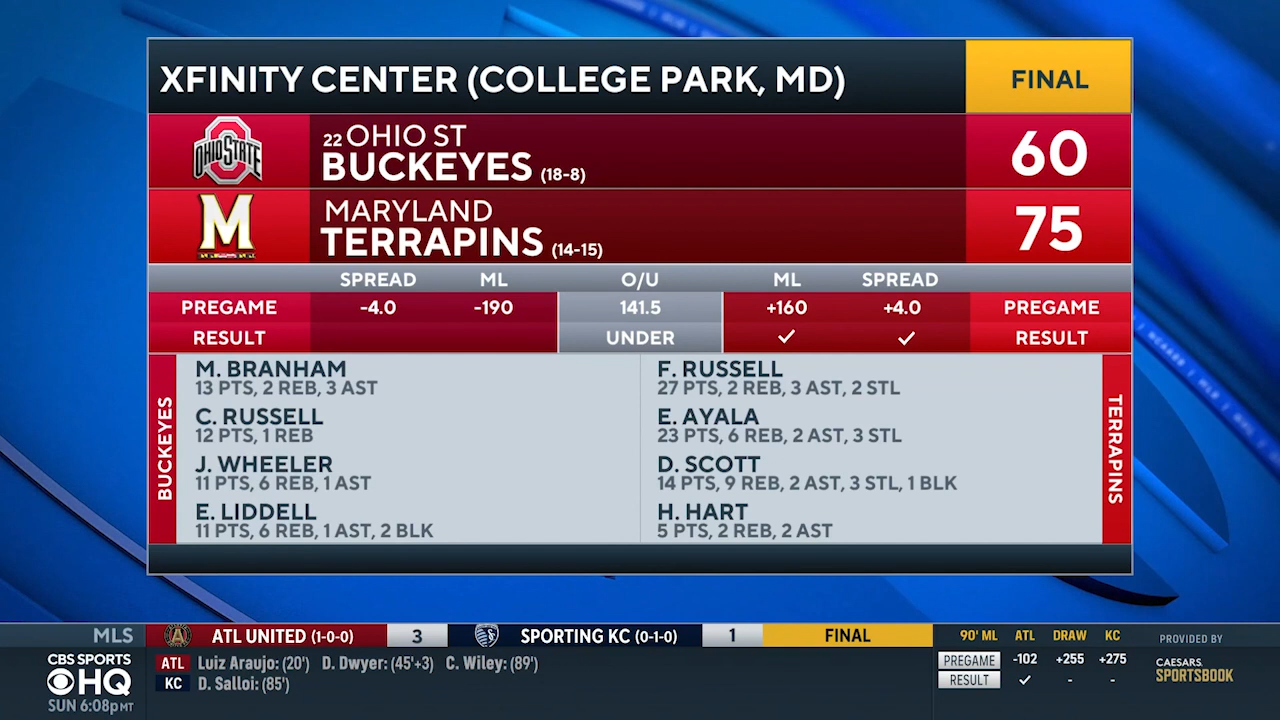 XFINITY CENTER (COLLEGE PARK, MD) FINAL
OHIO STATE
22 OHIO ST
BUCKEYES (18-8)
60
M
MARYLAND
TERRAPINS (14-15)
75
SPREAD ML O/U ML SPREAD
PREGAME -4.0 -190 141.5 +160 +4.0 PREGAME
RESULT UNDER ✓ ✓ RESULT
BUCKEYES
M. BRANHAM
13 PTS, 2 REB, 3 AST
C. RUSSELL
12 PTS, 1 REB
J. WHEELER
11 PTS, 6 REB, 1 AST
E. LIDDELL
11 PTS, 6 REB, 1 AST, 2 BLK
F. RUSSELL
27 PTS, 2 REB, 3 AST, 2 STL
E. AYALA
23 PTS, 6 REB, 2 AST, 3 STL
D. SCOTT
14 PTS, 9 REB, 2 AST, 3 STL, 1 BLK
H. HART
5 PTS, 2 REB, 2 AST
TERRAPINS
MLS ATL UNITED (1-0-0) 3 SPORTING KC (0-1-0) 1 FINAL
ATL Luiz Araujo: (20') D. Dwyer: (45'+3) C. Wiley: (89')
KC D. Salloi: (85')
90' ML ATL DRAW KC
PREGAME -102 +255 +275
RESULT ✓ - -
PROVIDED BY
CAESARS
SPORTSBOOK
CBS SPORTS
HQ
SUN 6:08PM MT